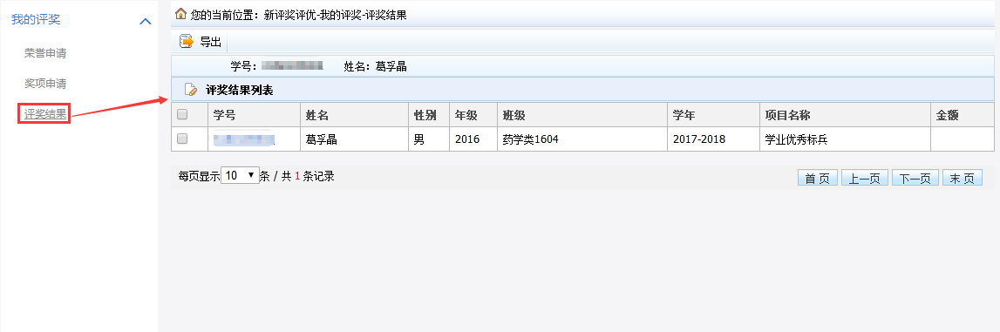 我的评奖
荣誉申请
奖项申请
评奖结果
您的当前位置：新评奖评优-我的评奖-评奖结果
导出
学号： 姓名：葛孚晶
评奖结果列表
学号 姓名 性别 年级 班级 学年 项目名称 金额
葛孚晶 男 2016 药学类1604 2017-2018 学业优秀标兵
每页显示 10 条 / 共 1 条记录
首 页 上一页 下一页 末 页